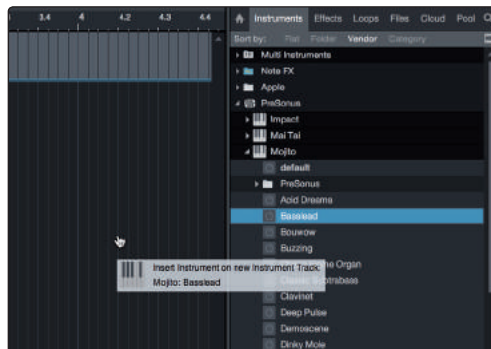 3.4 4 4.2 4.3 4.4
Instruments Effects Loops Files Cloud Pool
Sort by: Flat Folder Vendor Category
Multi Instruments
Note FX
Apple
PreSonus
Impact
Mai Tai
Mojito
default
PreSonus
Acid Dreams
Basslead
Bouwow
Buzzing
Organ
Clavinet
Deep Pulse
Demoscene
Dinky Mole
Insert Instrument on new Instrument Track
Mojito: Basslead